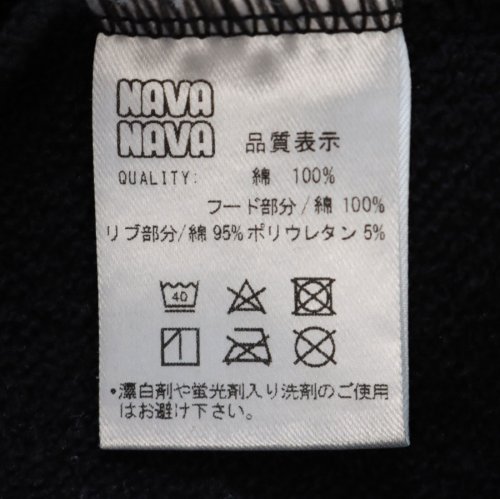 NAVA
NAVA 品質表示
QUALITY: 綿 100%
フード部分/綿 100%
リブ部分/綿 95% ポリウレタン 5%
40
・漂白剤や蛍光剤入り洗剤のご使用
はお避け下さい。